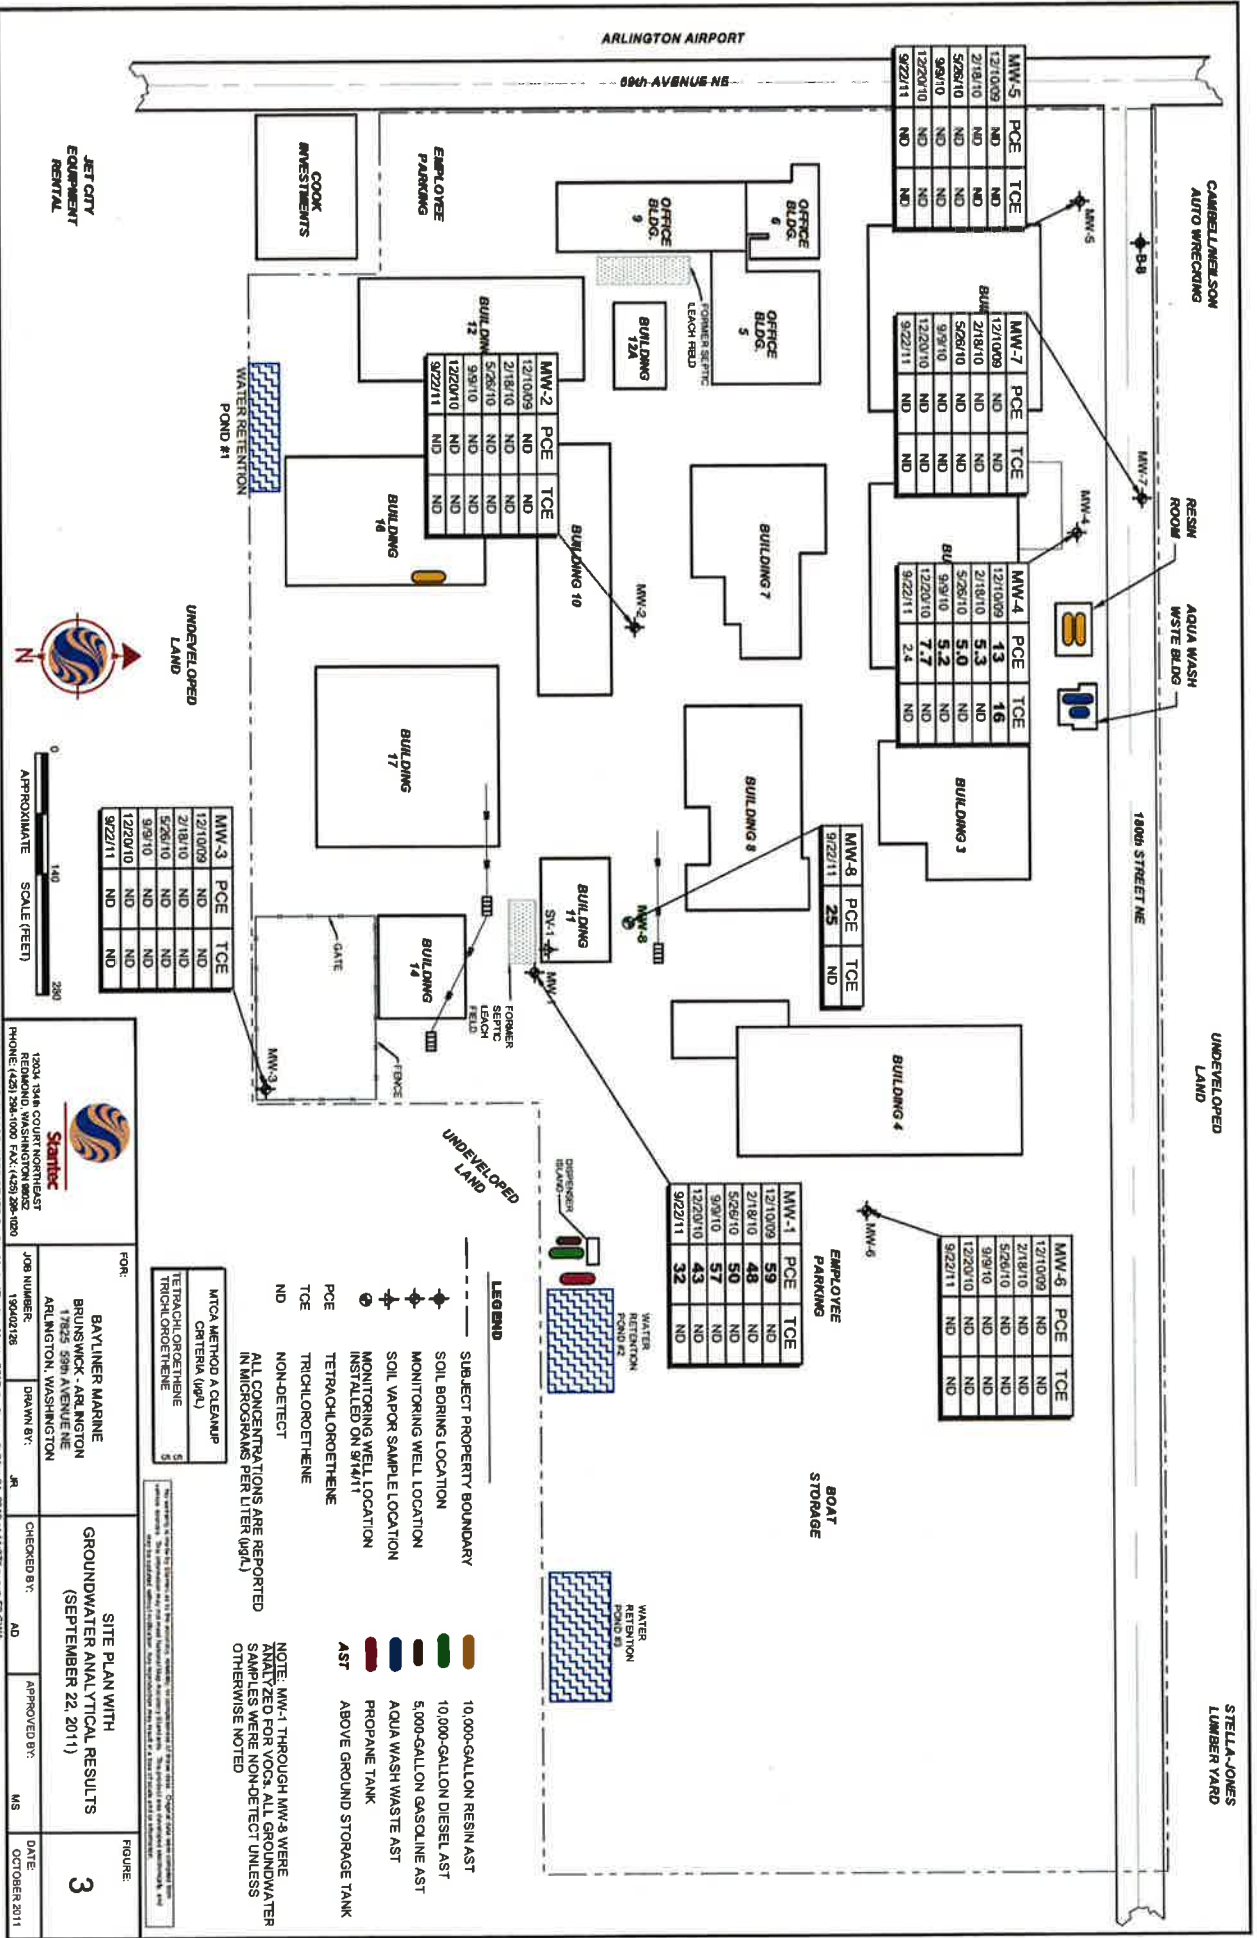 CAMBELL/NEILSON
AUTO WRECKING
RESIN
ROOM
AQUA WASH
WSTE BLDG
UNDEVELOPED
LAND
STELLA-JONES
LUMBER YARD
180th STREET NE
ARLINGTON AIRPORT
59th AVENUE NE
B-8
MW-5
MW-7
MW-4
MW-5 PCE TCE
12/10/09 ND ND
2/18/10 ND ND
5/26/10 ND ND
9/9/10 ND ND
12/20/10 ND ND
9/22/11 ND ND
MW-7 PCE TCE
12/10/09 ND ND
2/18/10 ND ND
5/26/10 ND ND
9/9/10 ND ND
12/20/10 ND ND
9/22/11 ND ND
MW-4 PCE TCE
12/10/09 13 16
2/18/10 5.3 ND
5/26/10 5.0 ND
9/9/10 5.2 ND
12/20/10 7.7 ND
9/22/11 2.4 ND
BUILDING 3
MW-8 PCE TCE
9/22/11 25 ND
BUILDING 4
MW-6
MW-6 PCE TCE
12/10/09 ND ND
2/18/10 ND ND
5/26/10 ND ND
9/9/10 ND ND
12/20/10 ND ND
9/22/11 ND ND
OFFICE
BLDG.
6
OFFICE
BLDG.
5
OFFICE
BLDG.
9
FORMER SEPTIC
LEACH FIELD
BUILDING
12A
BUILDING 7
BUILDING 8
MW-8
MW-1 PCE TCE
12/10/09 59 ND
2/18/10 48 ND
5/26/10 50 ND
9/9/10 57 ND
12/20/10 43 ND
9/22/11 32 ND
EMPLOYEE
PARKING
BOAT
STORAGE
WATER
RETENTION
POND #2
WATER
RETENTION
POND #3
EMPLOYEE
PARKING
BUILDING
12
MW-2 PCE TCE
12/10/09 ND ND
2/18/10 ND ND
5/26/10 ND ND
9/9/10 ND ND
12/20/10 ND ND
9/22/11 ND ND
MW-2
BUILDING 10
BUILDING
16
BUILDING
17
BUILDING
11
SV-1
MW-1
FORMER
SEPTIC
LEACH
FIELD
BUILDING
14
GATE
FENCE
MW-3
UNDEVELOPED
LAND
DISPENSER
ISLAND
COOK
INVESTMENTS
JET CITY
EQUIPMENT
RENTAL
WATER RETENTION
POND #1
UNDEVELOPED
LAND
N
0 140 280
APPROXIMATE SCALE (FEET)
MW-3 PCE TCE
12/10/09 ND ND
2/18/10 ND ND
5/26/10 ND ND
9/9/10 ND ND
12/20/10 ND ND
9/22/11 ND ND
LEGEND
SUBJECT PROPERTY BOUNDARY
SOIL BORING LOCATION
MONITORING WELL LOCATION
SOIL VAPOR SAMPLE LOCATION
MONITORING WELL LOCATION
INSTALLED ON 9/14/11
PCE TETRACHLOROETHENE
TCE TRICHLOROETHENE
ND NON-DETECT
ALL CONCENTRATIONS ARE REPORTED
IN MICROGRAMS PER LITER (µg/L)
10,000-GALLON RESIN AST
10,000-GALLON DIESEL AST
5,000-GALLON GASOLINE AST
AQUA WASH WASTE AST
PROPANE TANK
AST ABOVE GROUND STORAGE TANK
NOTE: MW-1 THROUGH MW-8 WERE
ANALYZED FOR VOCs. ALL GROUNDWATER
SAMPLES WERE NON-DETECT UNLESS
OTHERWISE NOTED
MTCA METHOD A CLEANUP
CRITERIA (µg/L)
TETRACHLOROETHENE 5
TRICHLOROETHENE 5
Stantec
12034 134th COURT NORTHEAST
REDMOND, WASHINGTON 98052
PHONE: (425) 298-1000 FAX: (425) 298-1020
FOR:
BAYLINER MARINE
BRUNSWICK - ARLINGTON
17825 59th AVENUE NE
ARLINGTON, WASHINGTON
JOB NUMBER: 190402126
DRAWN BY: JR
SITE PLAN WITH
GROUNDWATER ANALYTICAL RESULTS
(SEPTEMBER 22, 2011)
CHECKED BY: AD
APPROVED BY: MS
FIGURE:
3
DATE: OCTOBER 2011